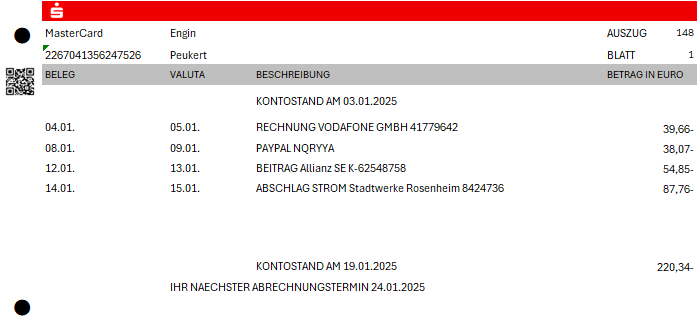 MasterCard Engin AUSZUG 148
2267041356247526 Peukert BLATT 1
BELEG VALUTA BESCHREIBUNG BETRAG IN EURO
KONTOSTAND AM 03.01.2025
04.01. 05.01. RECHNUNG VODAFONE GMBH 41779642 39,66-
08.01. 09.01. PAYPAL NQRYYA 38,07-
12.01. 13.01. BEITRAG Allianz SE K-62548758 54,85-
14.01. 15.01. ABSCHLAG STROM Stadtwerke Rosenheim 8424736 87,76-
KONTOSTAND AM 19.01.2025 220,34-
IHR NAECHSTER ABRECHNUNGSTERMIN 24.01.2025